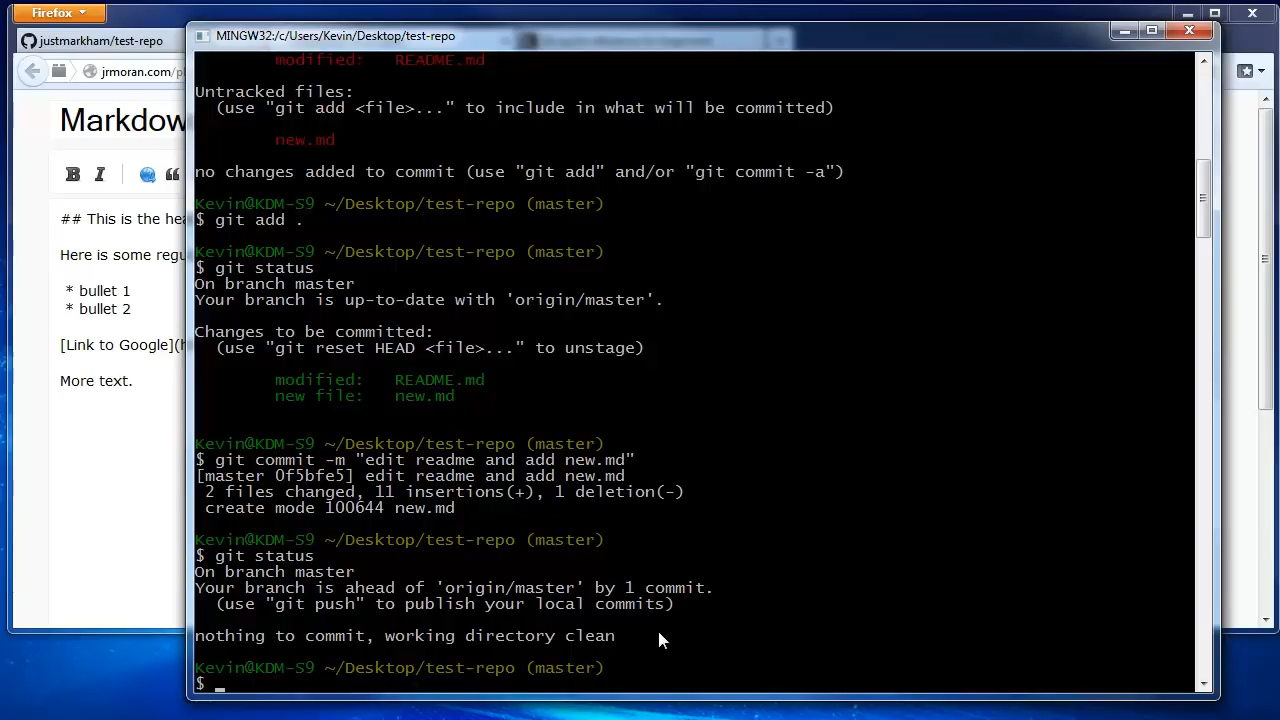 Firefox
justmarkham/test-repo
jrmoran.com/
Markdow
B I
## This is the hea
Here is some regu
* bullet 1
* bullet 2
[Link to Google](
More text.
MINGW32:/c/Users/Kevin/Desktop/test-repo
modified:   README.md
Untracked files:
(use "git add <file>..." to include in what will be committed)
new.md
no changes added to commit (use "git add" and/or "git commit -a")
Kevin@KDM-S9 ~/Desktop/test-repo (master)
$ git add .
Kevin@KDM-S9 ~/Desktop/test-repo (master)
$ git status
On branch master
Your branch is up-to-date with 'origin/master'.
Changes to be committed:
(use "git reset HEAD <file>..." to unstage)
modified:   README.md
new file:   new.md
Kevin@KDM-S9 ~/Desktop/test-repo (master)
$ git commit -m "edit readme and add new.md"
[master 0f5bfe5] edit readme and add new.md
2 files changed, 11 insertions(+), 1 deletion(-)
create mode 100644 new.md
Kevin@KDM-S9 ~/Desktop/test-repo (master)
$ git status
On branch master
Your branch is ahead of 'origin/master' by 1 commit.
(use "git push" to publish your local commits)
nothing to commit, working directory clean
Kevin@KDM-S9 ~/Desktop/test-repo (master)
$